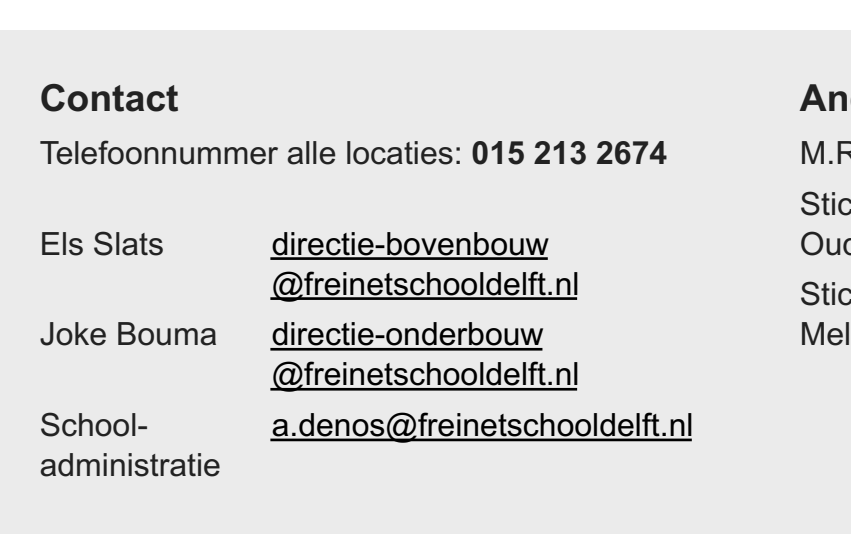 Contact
Telefoonnummer alle locaties: 015 213 2674
Els Slats directie-bovenbouw
@freinetschooldelft.nl
Joke Bouma directie-onderbouw
@freinetschooldelft.nl
School- a.denos@freinetschooldelft.nl
administratie